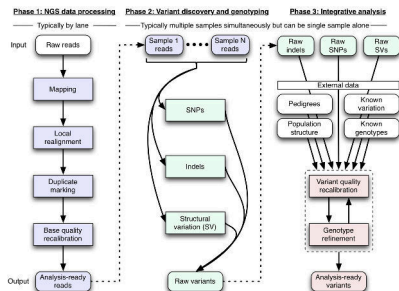 Phase 1: NGS data processing
Phase 2: Variant discovery and genotyping
Phase 3: Integrative analysis
Typically by lane
Typically multiple samples simultaneously but can be single sample alone
Input
Raw reads
Sample 1
reads
Sample N
reads
Raw
indels
Raw
SNPs
Raw
SVs
External data
Mapping
Pedigrees
Known
variation
SNPs
Population
structure
Known
genotypes
Local
realignment
Indels
Duplicate
marking
Variant quality
recalibration
Structural
variation (SV)
Base quality
recalibration
Genotype
refinement
Output
Analysis-ready
reads
Raw variants
Analysis-ready
variants